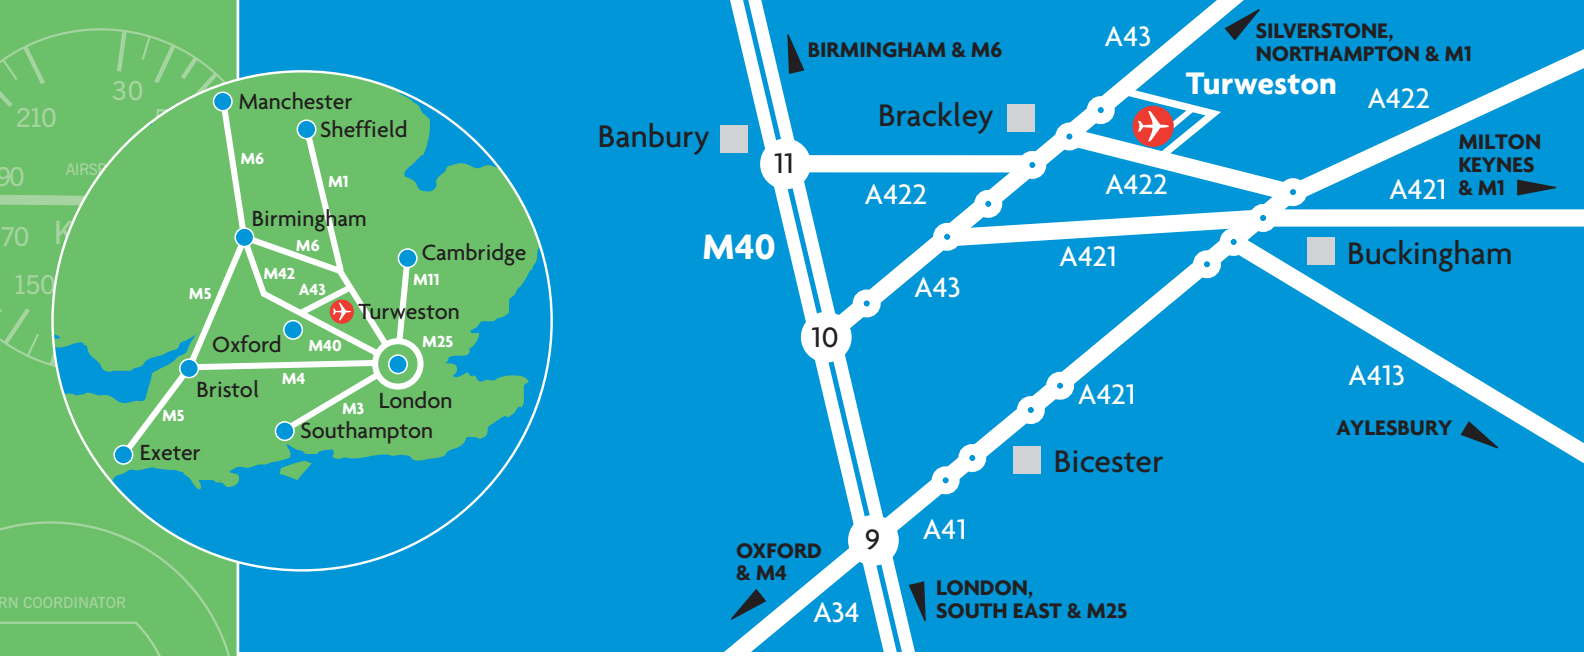 30
210
90
70
150
AIRSP
K
RN COORDINATOR
Manchester
Sheffield
M6
M1
Birmingham
M6
Cambridge
M42
M11
M5
A43
Turweston
Oxford
M40
M25
M4
Bristol
M5
M3
London
Southampton
Exeter
BIRMINGHAM & M6
A43
SILVERSTONE,
NORTHAMPTON & M1
Turweston
A422
Brackley
Banbury
11
A422
A422
MILTON
KEYNES
& M1
A421
M40
A421
Buckingham
A43
10
A413
A421
AYLESBURY
Bicester
9
A41
OXFORD
& M4
A34
LONDON,
SOUTH EAST & M25